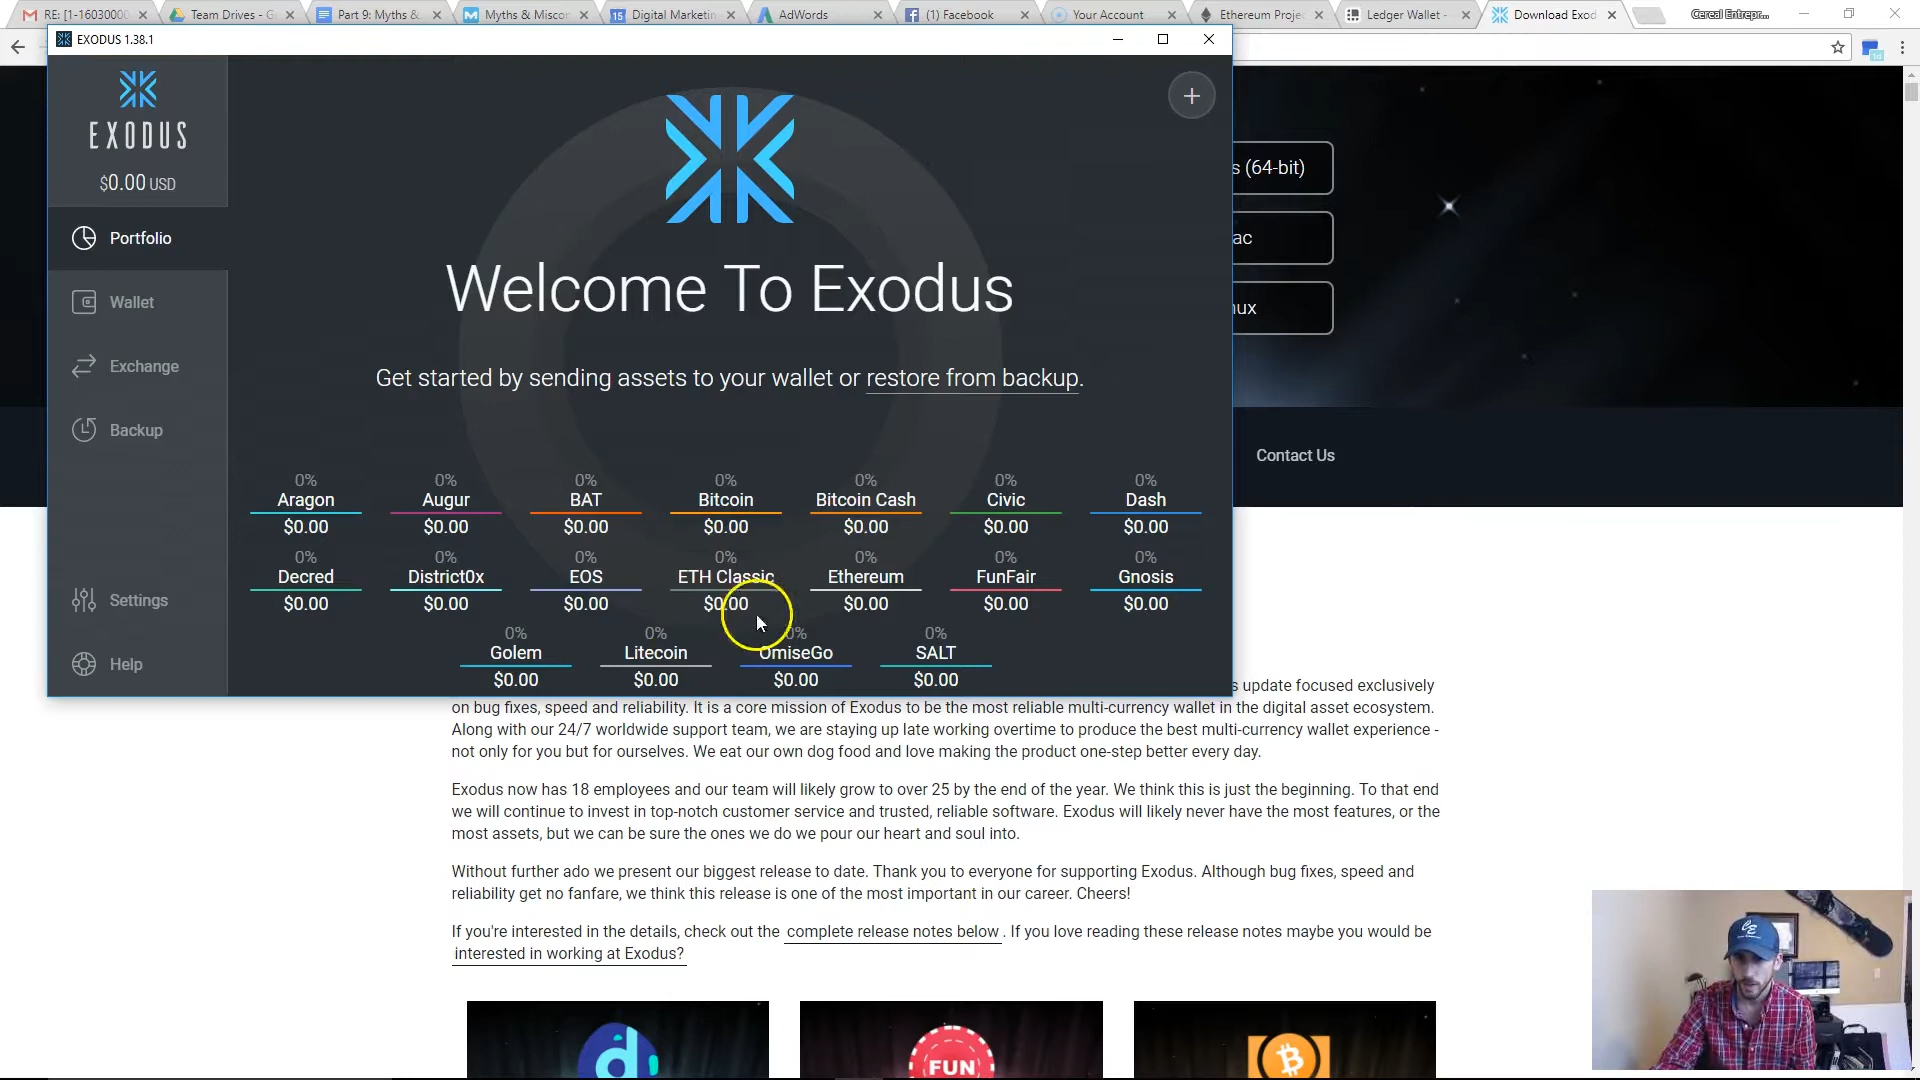 RE: [1-1603000
Team Drives - G
Part 9: Myths &
Myths & Miscon
Digital Marketin
AdWords
(1) Facebook
Your Account
Ethereum Proje
Ledger Wallet -
Download Exod
Cereal Entrepr...
EXODUS 1.38.1
EXODUS
$0.00 USD
Portfolio
Wallet
Exchange
Backup
Settings
Help
Welcome To Exodus
Get started by sending assets to your wallet or restore from backup.
0% 0% 0% 0% 0% 0% 0%
Aragon Augur BAT Bitcoin Bitcoin Cash Civic Dash
$0.00 $0.00 $0.00 $0.00 $0.00 $0.00 $0.00
0% 0% 0% 0% 0% 0% 0%
Decred District0x EOS ETH Classic Ethereum FunFair Gnosis
$0.00 $0.00 $0.00 $0.00 $0.00 $0.00 $0.00
0% 0% 0% 0%
Golem Litecoin OmiseGo SALT
$0.00 $0.00 $0.00 $0.00
s (64-bit)
ac
ux
Contact Us
s update focused exclusively
on bug fixes, speed and reliability. It is a core mission of Exodus to be the most reliable multi-currency wallet in the digital asset ecosystem.
Along with our 24/7 worldwide support team, we are staying up late working overtime to produce the best multi-currency wallet experience -
not only for you but for ourselves. We eat our own dog food and love making the product one-step better every day.
Exodus now has 18 employees and our team will likely grow to over 25 by the end of the year. We think this is just the beginning. To that end
we will continue to invest in top-notch customer service and trusted, reliable software. Exodus will likely never have the most features, or the
most assets, but we can be sure the ones we do we pour our heart and soul into.
Without further ado we present our biggest release to date. Thank you to everyone for supporting Exodus. Although bug fixes, speed and
reliability get no fanfare, we think this release is one of the most important in our career. Cheers!
If you're interested in the details, check out the complete release notes below. If you love reading these release notes maybe you would be
interested in working at Exodus?
FUN
CE